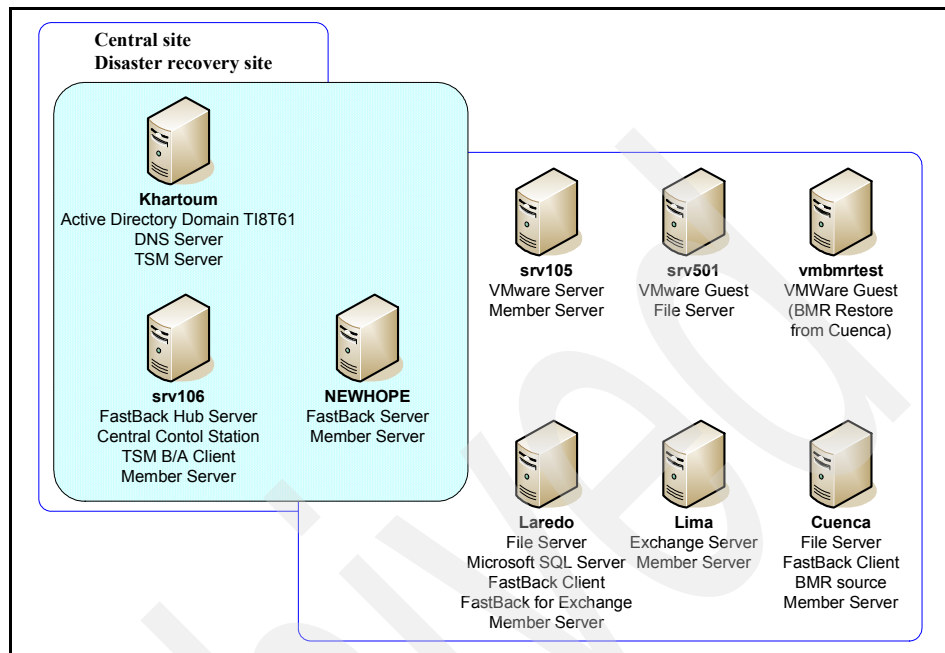 Central site
Disaster recovery site
Khartoum
Active Directory Domain TI8T61
DNS Server
TSM Server
srv106
FastBack Hub Server
Central Contol Station
TSM B/A Client
Member Server
NEWHOPE
FastBack Server
Member Server
srv105
VMware Server
Member Server
srv501
VMware Guest
File Server
vmbmrtest
VMWare Guest
(BMR Restore
from Cuenca)
Laredo
File Server
Microsoft SQL Server
FastBack Client
FastBack for Exchange
Member Server
Lima
Exchange Server
Member Server
Cuenca
File Server
FastBack Client
BMR source
Member Server